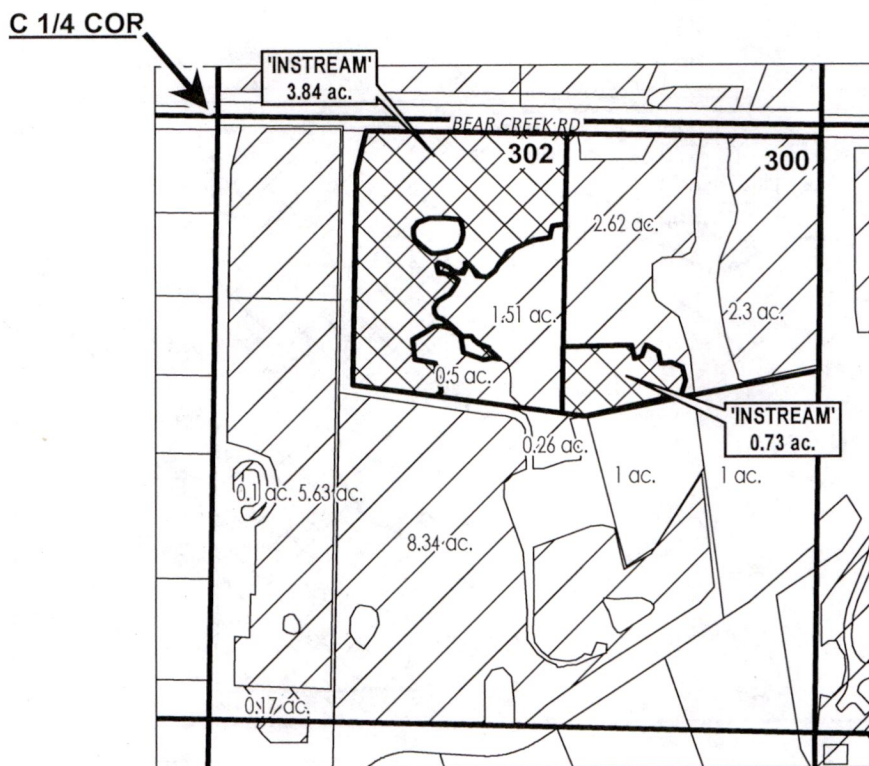 C 1/4 COR
'INSTREAM'
3.84 ac.
BEAR CREEK RD
302
300
2.62 ac.
2.3 ac.
1.51 ac.
0.5 ac.
'INSTREAM'
0.73 ac.
0.26 ac.
1 ac.
1 ac.
0.1 ac.
5.63 ac.
8.34 ac.
0.17 ac.